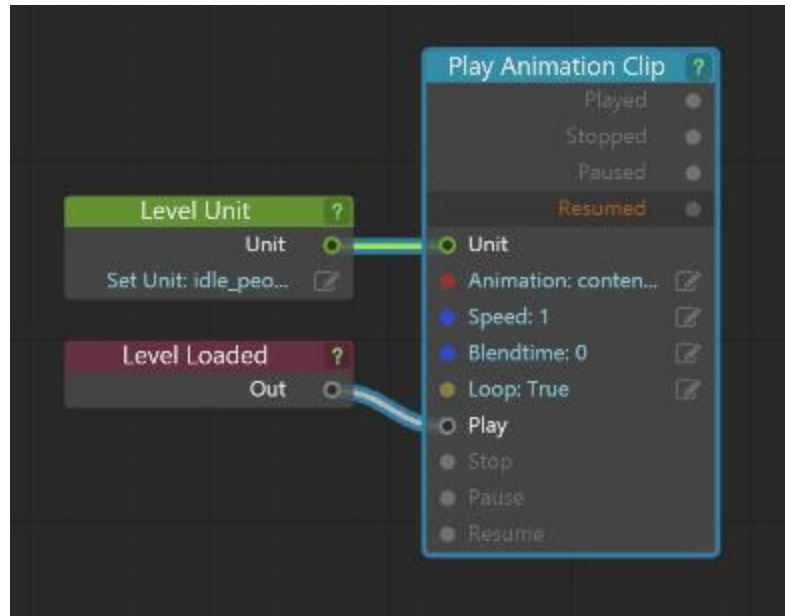 Play Animation Clip ?
Played
Stopped
Paused
Resumed
Level Unit ?
Unit
Set Unit: idle_peo...
Level Loaded ?
Out
Unit
Animation: conten...
Speed: 1
Blendtime: 0
Loop: True
Play
Stop
Pause
Resume